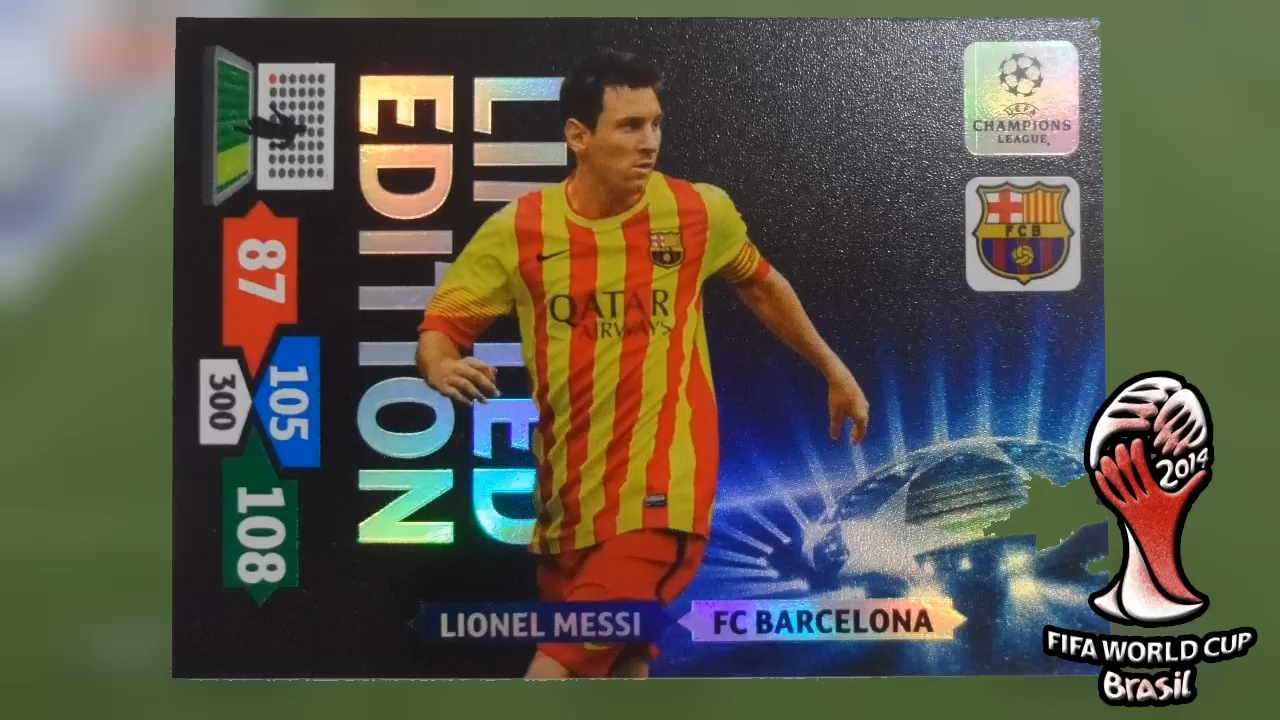 LIMITED
EDITION
87
105
300
108
UEFA
CHAMPIONS
LEAGUE
FCB
QATAR
AIRWAYS
LIONEL MESSI
FC BARCELONA
2014
FIFA WORLD CUP
Brasil